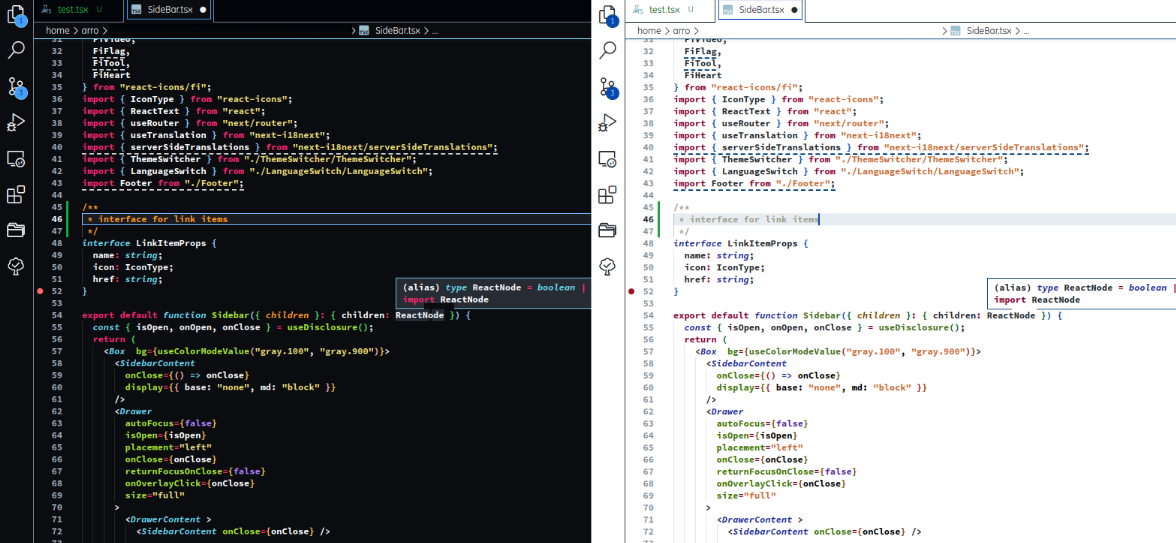 test.tsx U SideBar.tsx
home > arro > > SideBar.tsx > ...
31 FiVideo,
32 FiFlag,
33 FiTool,
34 FiHeart
35 } from "react-icons/fi";
36 import { IconType } from "react-icons";
37 import { ReactText } from "react";
38 import { useRouter } from "next/router";
39 import { useTranslation } from "next-i18next";
40 import { serverSideTranslations } from "next-i18next/serverSideTranslations";
41 import { ThemeSwitcher } from "./ThemeSwitcher/ThemeSwitcher";
42 import { LanguageSwitch } from "./LanguageSwitch/LanguageSwitch";
43 import Footer from "./Footer";
44
45 /**
46 * interface for link items
47 */
48 interface LinkItemProps {
49 name: string;
50 icon: IconType;
51 href: string;
52 }
(alias) type ReactNode = boolean |
import ReactNode
53
54 export default function Sidebar({ children }: { children: ReactNode }) {
55 const { isOpen, onOpen, onClose } = useDisclosure();
56 return (
57 <Box bg={useColorModeValue("gray.100", "gray.900")}>
58 <SidebarContent
59 onClose={() => onClose}
60 display={{ base: "none", md: "block" }}
61 />
62 <Drawer
63 autoFocus={false}
64 isOpen={isOpen}
65 placement="left"
66 onClose={onClose}
67 returnFocusOnClose={false}
68 onOverlayClick={onClose}
69 size="full"
70 >
71 <DrawerContent >
72 <SidebarContent onClose={onClose} />
1
1
test.tsx U SideBar.tsx
home > arro > > SideBar.tsx > ...
31 FiVideo,
32 FiFlag,
33 FiTool,
34 FiHeart
35 } from "react-icons/fi";
36 import { IconType } from "react-icons";
37 import { ReactText } from "react";
38 import { useRouter } from "next/router";
39 import { useTranslation } from "next-i18next";
40 import { serverSideTranslations } from "next-i18next/serverSideTranslations";
41 import { ThemeSwitcher } from "./ThemeSwitcher/ThemeSwitcher";
42 import { LanguageSwitch } from "./LanguageSwitch/LanguageSwitch";
43 import Footer from "./Footer";
44
45 /**
46 * interface for link items
47 */
48 interface LinkItemProps {
49 name: string;
50 icon: IconType;
51 href: string;
52 }
(alias) type ReactNode = boolean |
import ReactNode
53
54 export default function Sidebar({ children }: { children: ReactNode }) {
55 const { isOpen, onOpen, onClose } = useDisclosure();
56 return (
57 <Box bg={useColorModeValue("gray.100", "gray.900")}>
58 <SidebarContent
59 onClose={() => onClose}
60 display={{ base: "none", md: "block" }}
61 />
62 <Drawer
63 autoFocus={false}
64 isOpen={isOpen}
65 placement="left"
66 onClose={onClose}
67 returnFocusOnClose={false}
68 onOverlayClick={onClose}
69 size="full"
70 >
71 <DrawerContent >
72 <SidebarContent onClose={onClose} />